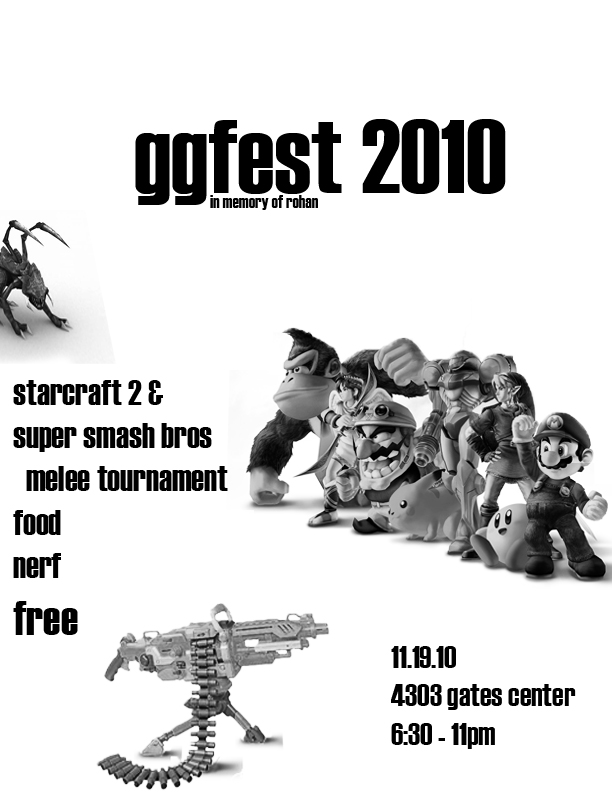 ggfest 2010
in memory of rohan
starcraft 2 &
super smash bros
melee tournament
food
nerf
free
11.19.10
4303 gates center
6:30 - 11pm